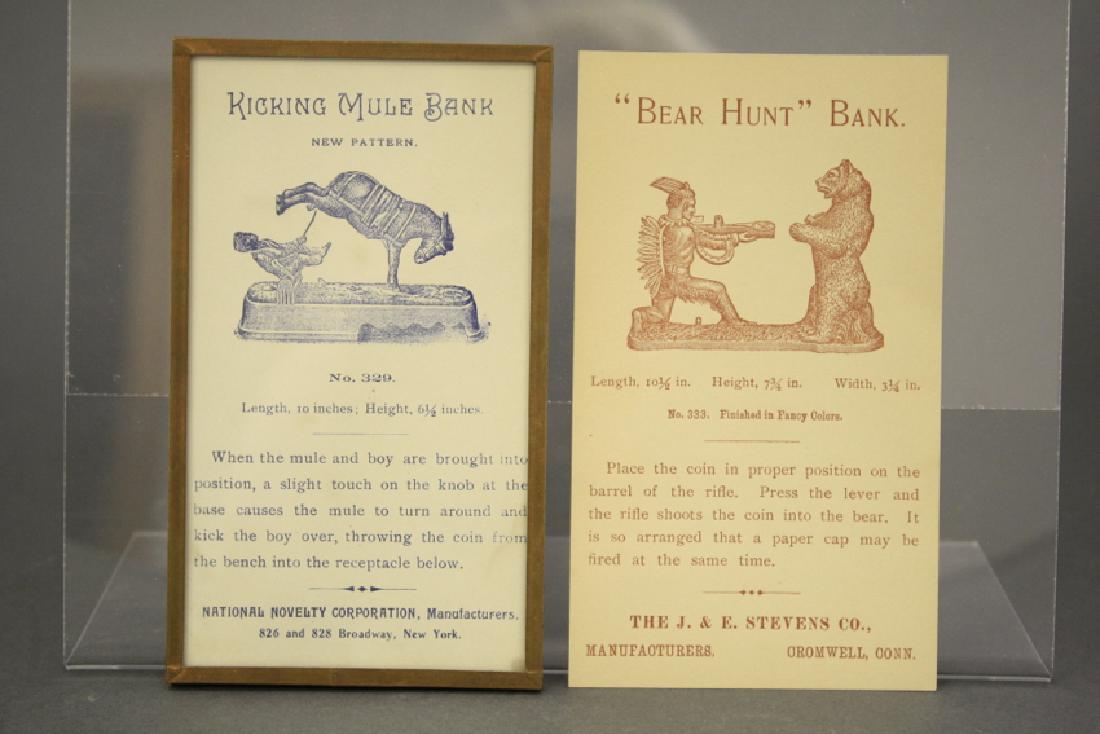 KICKING MULE BANK
NEW PATTERN.
No. 329.
Length, 10 inches; Height, 6½ inches.
When the mule and boy are brought into
position, a slight touch on the knob at the
base causes the mule to turn around and
kick the boy over, throwing the coin from
the bench into the receptacle below.
NATIONAL NOVELTY CORPORATION, Manufacturers,
826 and 828 Broadway, New York.
"BEAR HUNT" BANK.
Length, 10½ in. Height, 7¾ in. Width, 3¼ in.
No. 333. Finished in Fancy Colors.
Place the coin in proper position on the
barrel of the rifle. Press the lever and
the rifle shoots the coin into the bear. It
is so arranged that a paper cap may be
fired at the same time.
THE J. & E. STEVENS CO.,
MANUFACTURERS. CROMWELL, CONN.